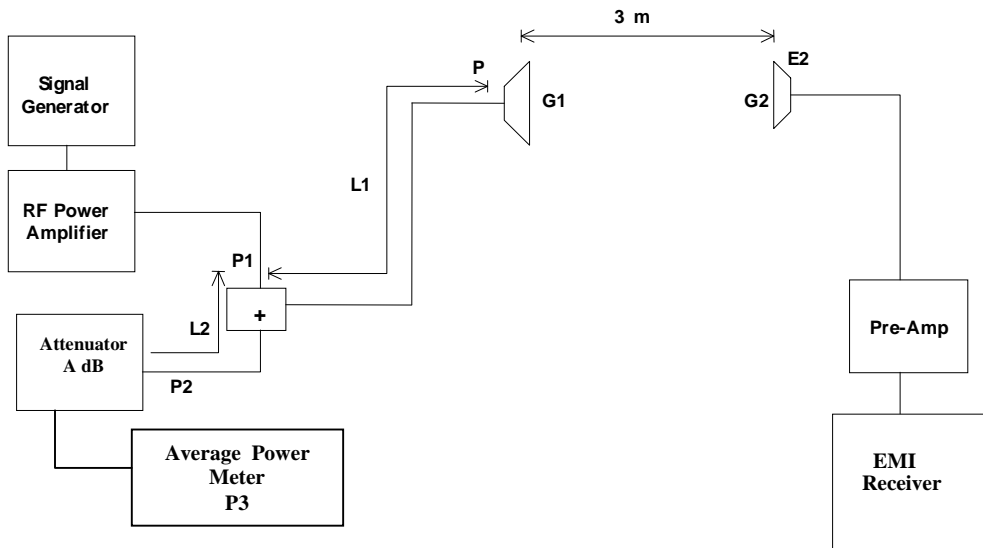 3 m
P
E2
Signal
Generator
G1
G2
L1
RF Power
Amplifier
P1
+
L2
Pre-Amp
Attenuator
A dB
P2
Average Power
Meter
P3
EMI
Receiver